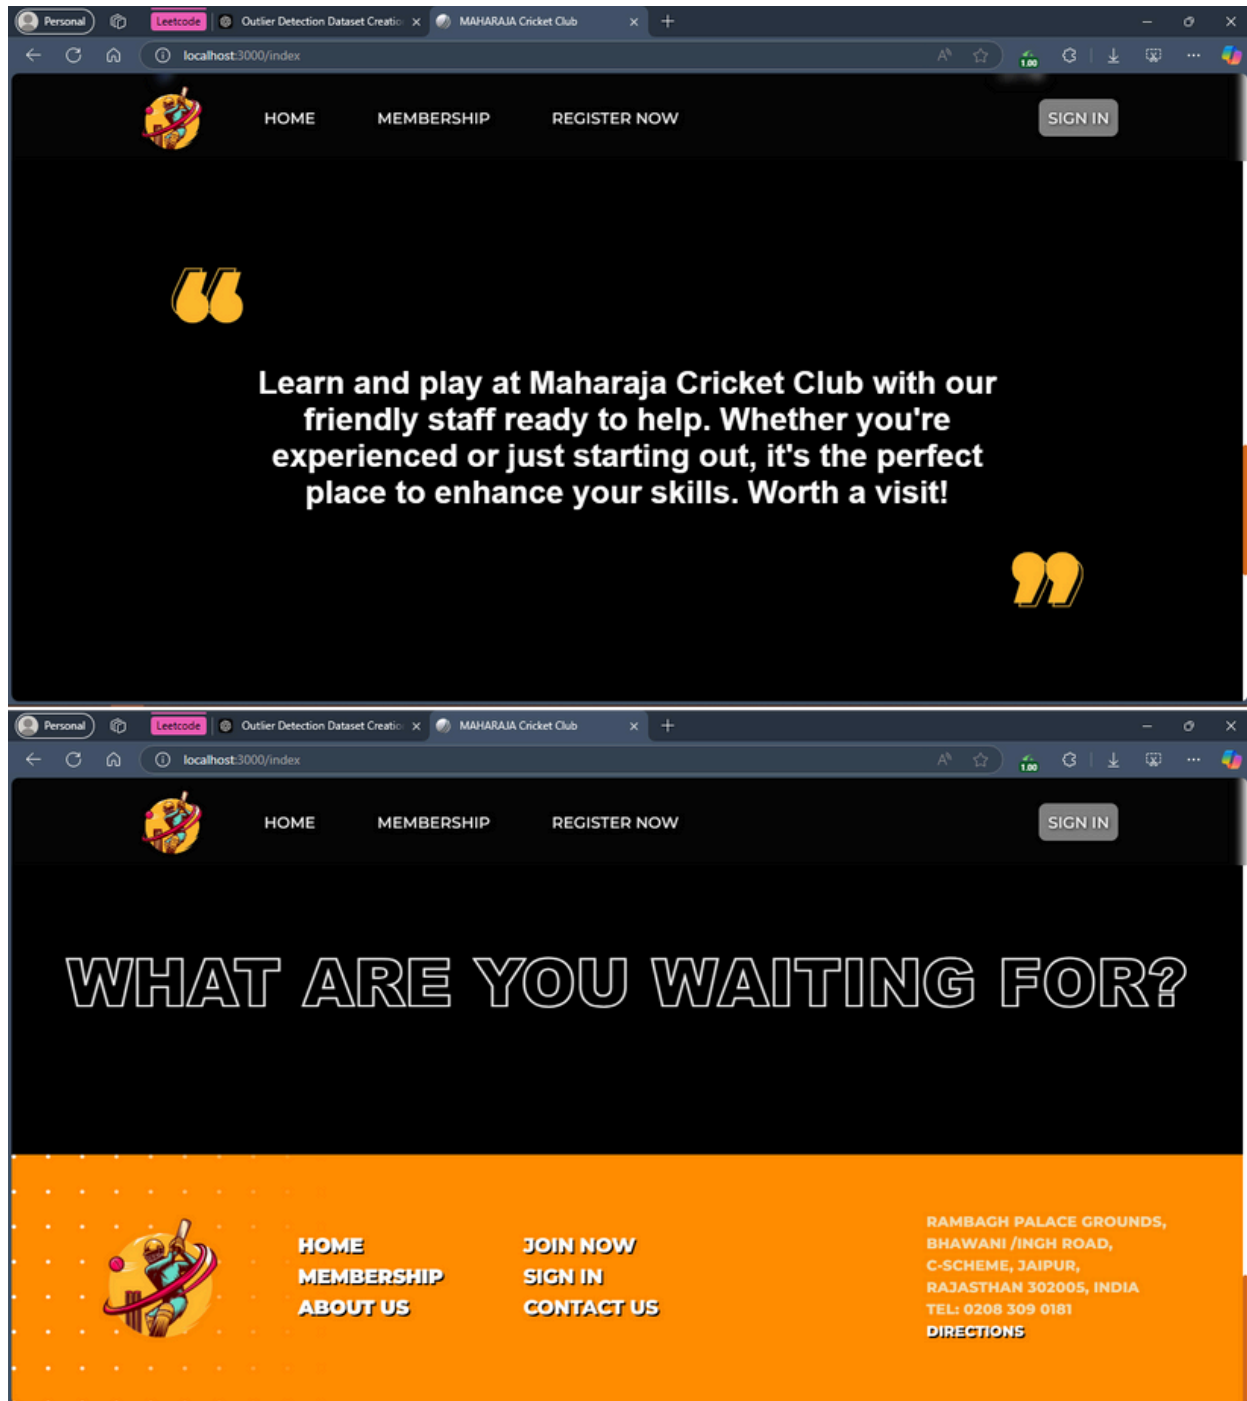 Personal Leetcode Outlier Detection Dataset Creatio MAHARAJA Cricket Club
localhost:3000/index
1.00
HOME MEMBERSHIP REGISTER NOW SIGN IN
“
Learn and play at Maharaja Cricket Club with our
friendly staff ready to help. Whether you're
experienced or just starting out, it's the perfect
place to enhance your skills. Worth a visit!
”
Personal Leetcode Outlier Detection Dataset Creatio MAHARAJA Cricket Club
localhost:3000/index
1.00
HOME MEMBERSHIP REGISTER NOW SIGN IN
WHAT ARE YOU WAITING FOR?
HOME
MEMBERSHIP
ABOUT US
JOIN NOW
SIGN IN
CONTACT US
RAMBAGH PALACE GROUNDS,
BHAWANI /INGH ROAD,
C-SCHEME, JAIPUR,
RAJASTHAN 302005, INDIA
TEL: 0208 309 0181
DIRECTIONS